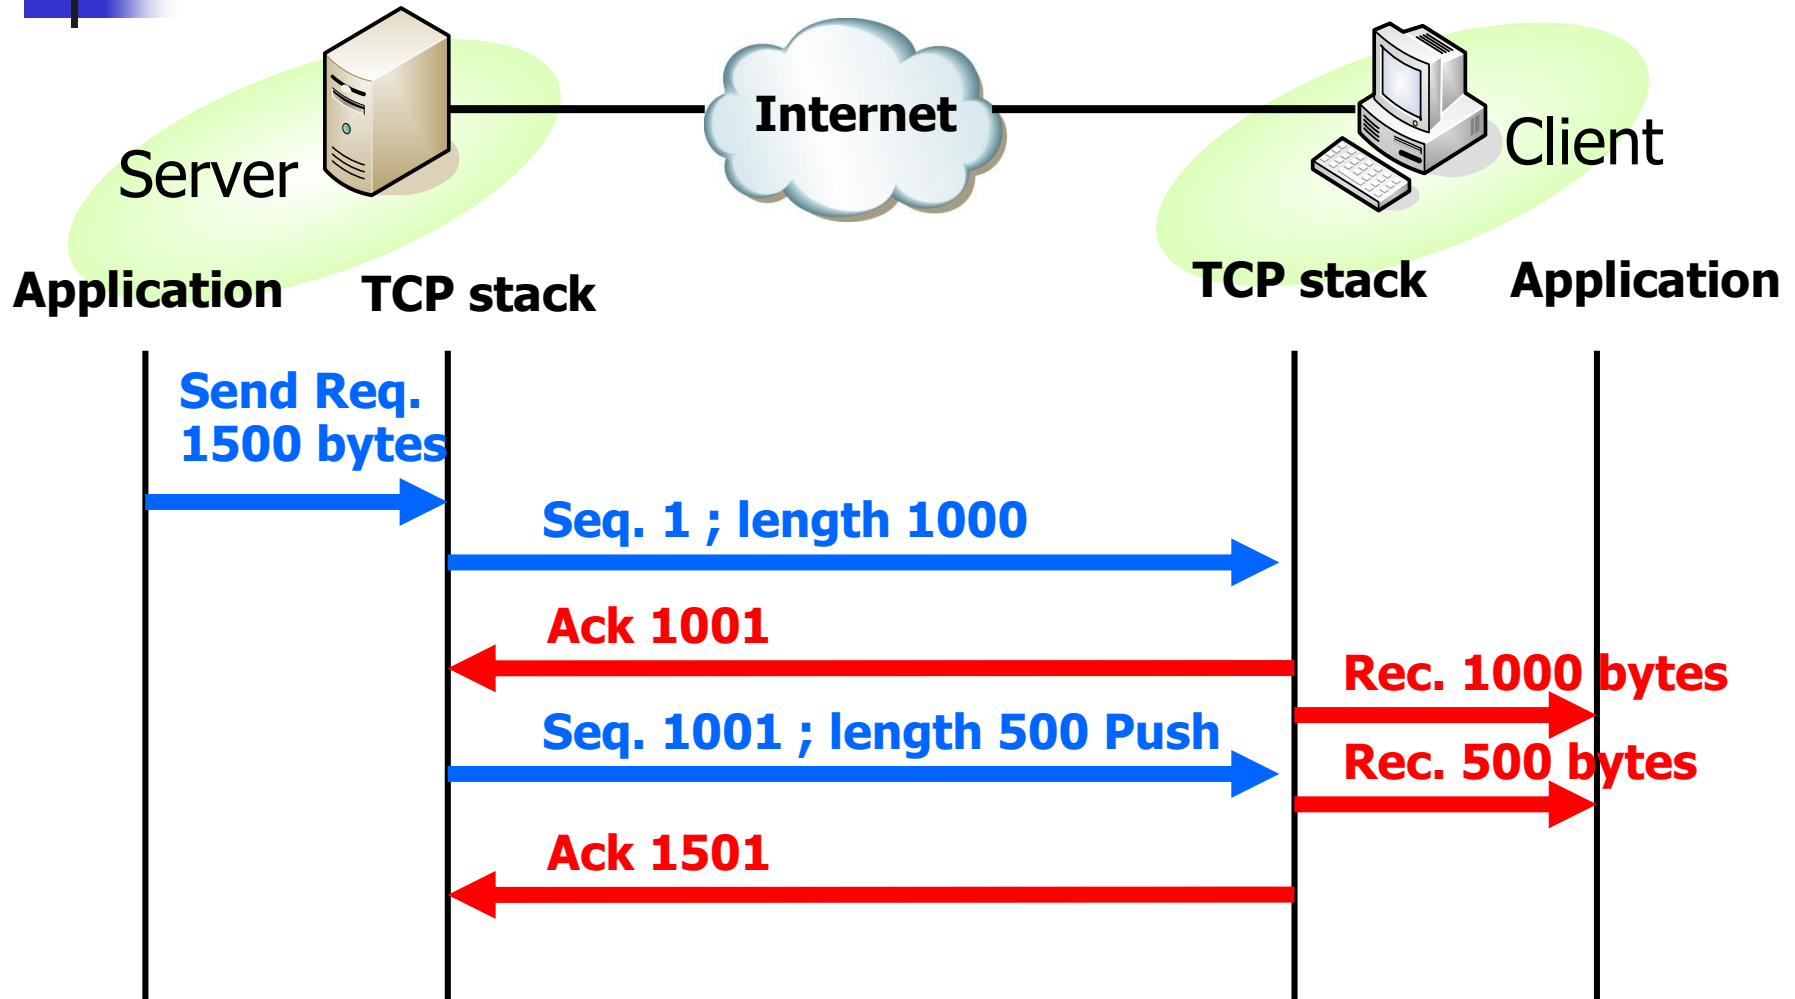 Internet
Server
Client
Application
TCP stack
TCP stack
Application
Send Req.
1500 bytes
Seq. 1 ; length 1000
Ack 1001
Rec. 1000 bytes
Seq. 1001 ; length 500 Push
Rec. 500 bytes
Ack 1501